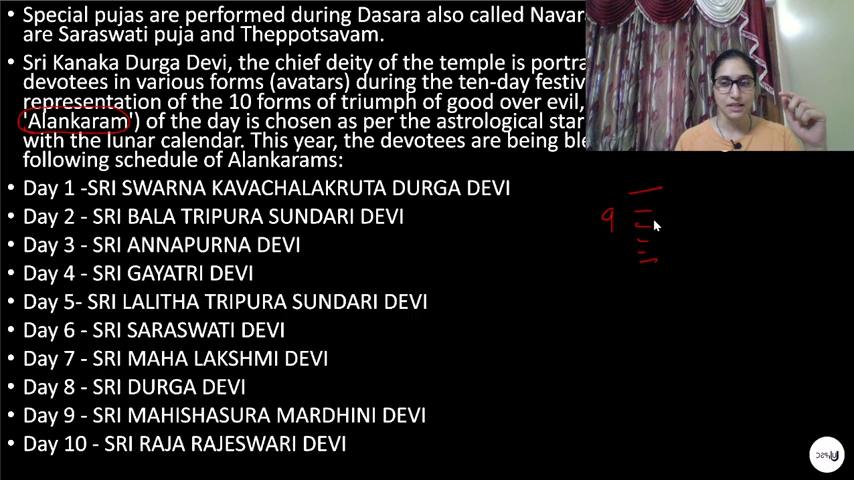 • Special pujas are performed during Dasara also called
are Saraswati puja and Theppotsavam.
• Sri Kanaka Durga Devi, the chief deity of the temple is
devotees in various forms (avatars) during the ten-day
representation of the 10 forms of triumph of good over evil,
'Alankaram') of the day is chosen as per the astrological star
with the lunar calendar. This year, the devotees are being
following schedule of Alankarams:
• Day 1 -SRI SWARNA KAVACHALAKRUTA DURGA DEVI
• Day 2 - SRI BALA TRIPURA SUNDARI DEVI
9
• Day 3 - SRI ANNAPURNA DEVI
• Day 4 - SRI GAYATRI DEVI
• Day 5- SRI LALITHA TRIPURA SUNDARI DEVI
• Day 6 - SRI SARASWATI DEVI
• Day 7 - SRI MAHA LAKSHMI DEVI
• Day 8 - SRI DURGA DEVI
• Day 9 - SRI MAHISHASURA MARDHINI DEVI
• Day 10 - SRI RAJA RAJESWARI DEVI